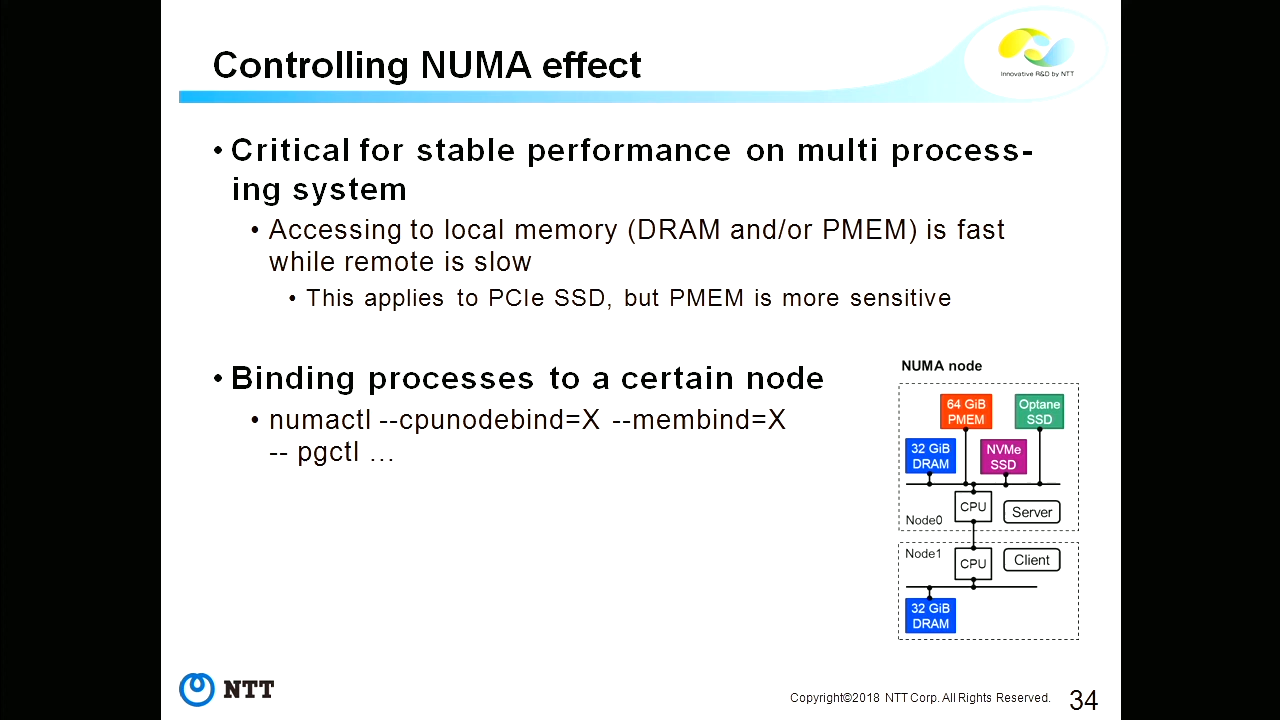 Controlling NUMA effect
Innovative R&D by NTT
• Critical for stable performance on multi process-
ing system
• Accessing to local memory (DRAM and/or PMEM) is fast
while remote is slow
• This applies to PCIe SSD, but PMEM is more sensitive
• Binding processes to a certain node
• numactl --cpunodebind=X --membind=X
-- pgctl …
NUMA node
64 GiB
PMEM
Optane
SSD
32 GiB
DRAM
NVMe
SSD
CPU
Server
Node0
Node1
CPU
Client
32 GiB
DRAM
NTT
Copyright©2018 NTT Corp. All Rights Reserved.
34